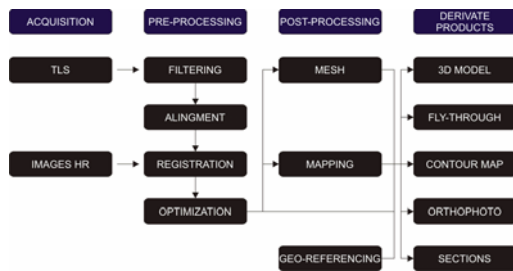 ACQUISITION
PRE-PROCESSING
POST-PROCESSING
DERIVATE
PRODUCTS
TLS
FILTERING
MESH
3D MODEL
ALINGMENT
FLY-THROUGH
IMAGES HR
REGISTRATION
MAPPING
CONTOUR MAP
OPTIMIZATION
ORTHOPHOTO
GEO-REFERENCING
SECTIONS